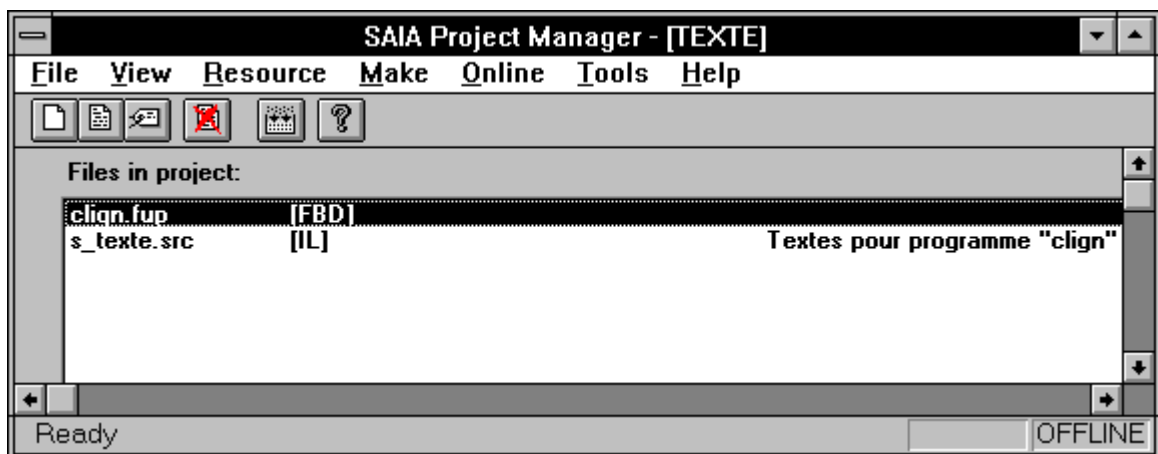 SAIA Project Manager - [TEXTE]
File View Resource Make Online Tools Help
Files in project:
clign.fup [FBD]
s_texte.src [IL] Textes pour programme "clign"
Ready OFFLINE